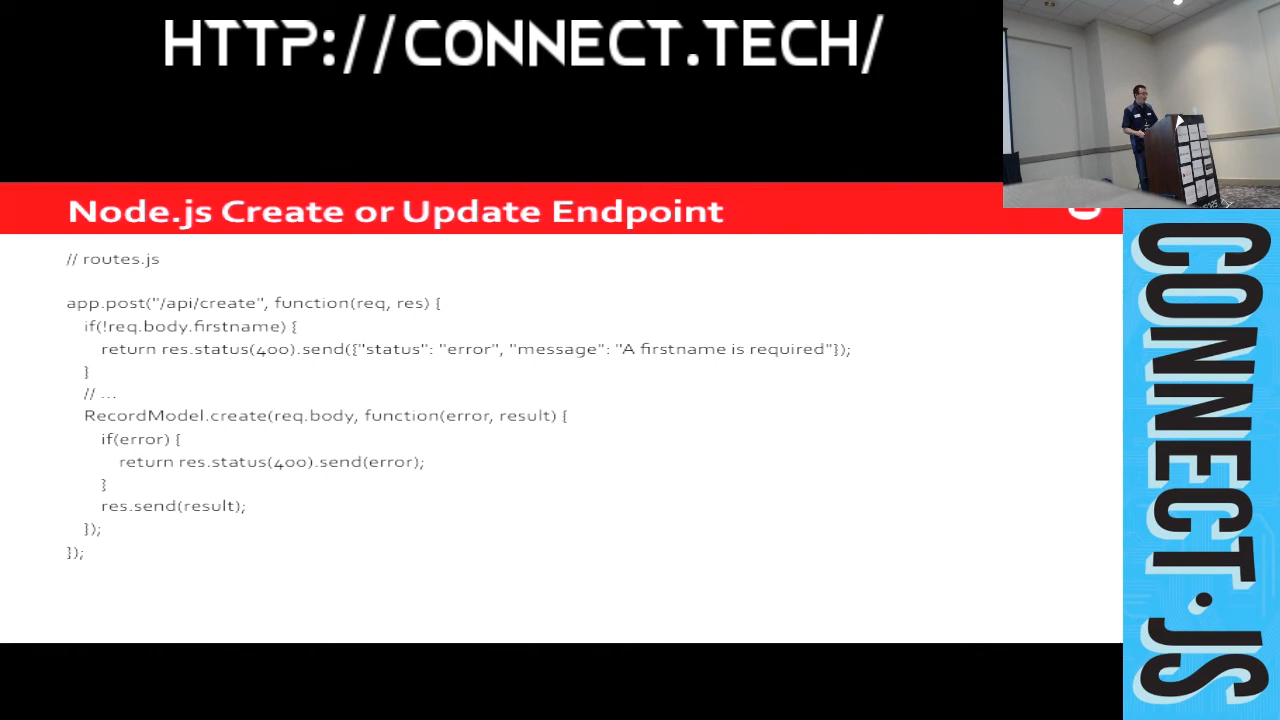 HTTP://CONNECT.TECH/
Node.js Create or Update Endpoint
// routes.js
app.post("/api/create", function(req, res) {
if(!req.body.firstname) {
return res.status(400).send({"status": "error", "message": "A firstname is required"});
}
// ...
RecordModel.create(req.body, function(error, result) {
if(error) {
return res.status(400).send(error);
}
res.send(result);
});
});
CONNECT.JS